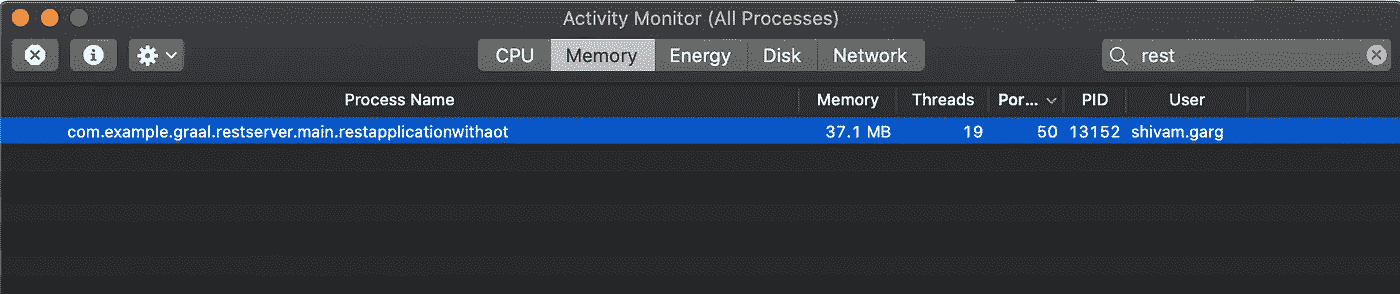 Activity Monitor (All Processes)
CPU Memory Energy Disk Network rest
Process Name Memory Threads Por... PID User
com.example.graal.restserver.main.restapplicationwithaot 37.1 MB 19 50 13152 shivam.garg